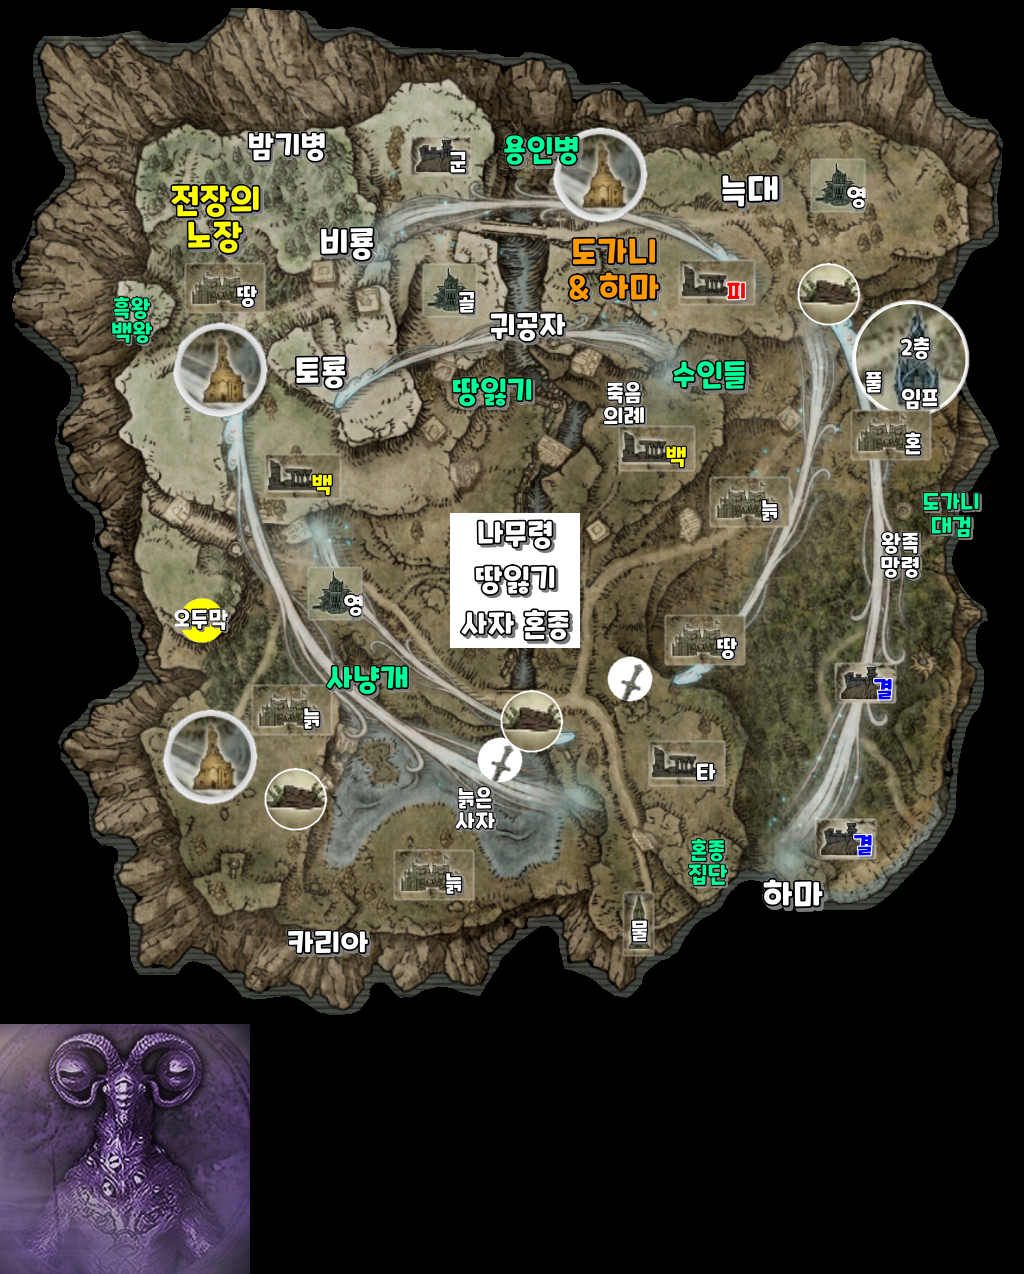 밤기병
군
용인병
늑대
영
전장의
노장
비룡
도가니
& 하마
땅
골
피
흑왕
백왕
귀공자
2층
풀
임프
토룡
땅잃기
수인들
죽음
의례
혼
백
백
늙
도가니
대검
나무령
땅잃기
사자 혼종
왕족
망령
영
오두막
땅
사냥개
결
늙
타
늙은
사자
결
혼종
집단
늙
하마
물
카리아